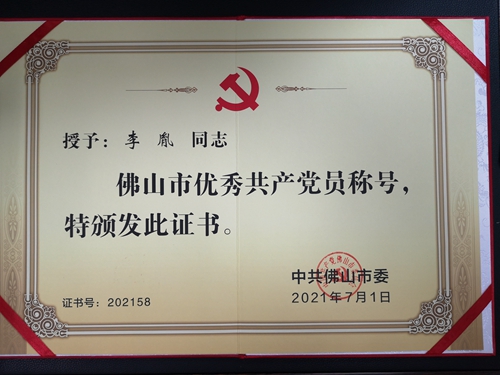 授予：李胤 同志
佛山市优秀共产党员称号，
特颁发此证书。
中共佛山市委
2021年7月1日
证书号：202158